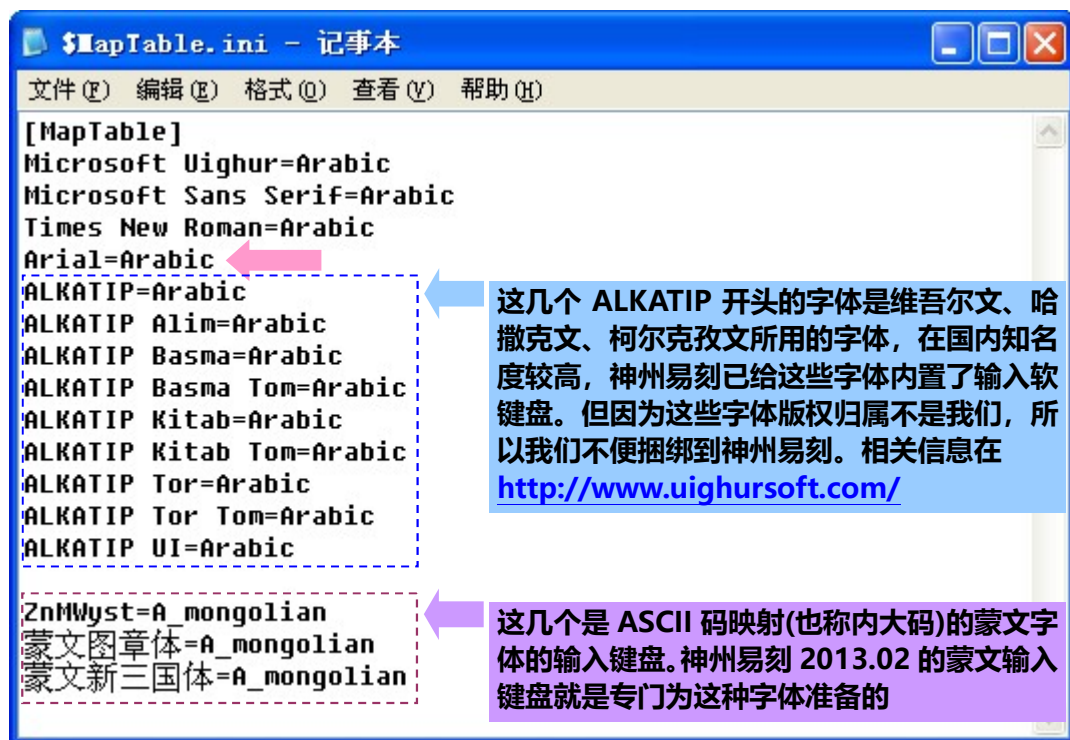 $MapTable.ini - 记事本
文件(F) 编辑(E) 格式(O) 查看(V) 帮助(H)
[MapTable]
Microsoft Uighur=Arabic
Microsoft Sans Serif=Arabic
Times New Roman=Arabic
Arial=Arabic
ALKATIP=Arabic
ALKATIP Alim=Arabic
ALKATIP Basma=Arabic
ALKATIP Basma Tom=Arabic
ALKATIP Kitab=Arabic
ALKATIP Kitab Tom=Arabic
ALKATIP Tor=Arabic
ALKATIP Tor Tom=Arabic
ALKATIP UI=Arabic
这几个 ALKATIP 开头的字体是维吾尔文、哈
撒克文、柯尔克孜文所用的字体，在国内知名
度较高，神州易刻已给这些字体内置了输入软
键盘。但因为这些字体版权归属不是我们，所
以我们不便捆绑到神州易刻。相关信息在
http://www.uighursoft.com/
ZnMWyst=A_mongolian
蒙文图章体=A_mongolian
蒙文新三国体=A_mongolian
这几个是 ASCII 码映射(也称内大码)的蒙文字
体的输入键盘。神州易刻 2013.02 的蒙文输入
键盘就是专门为这种字体准备的